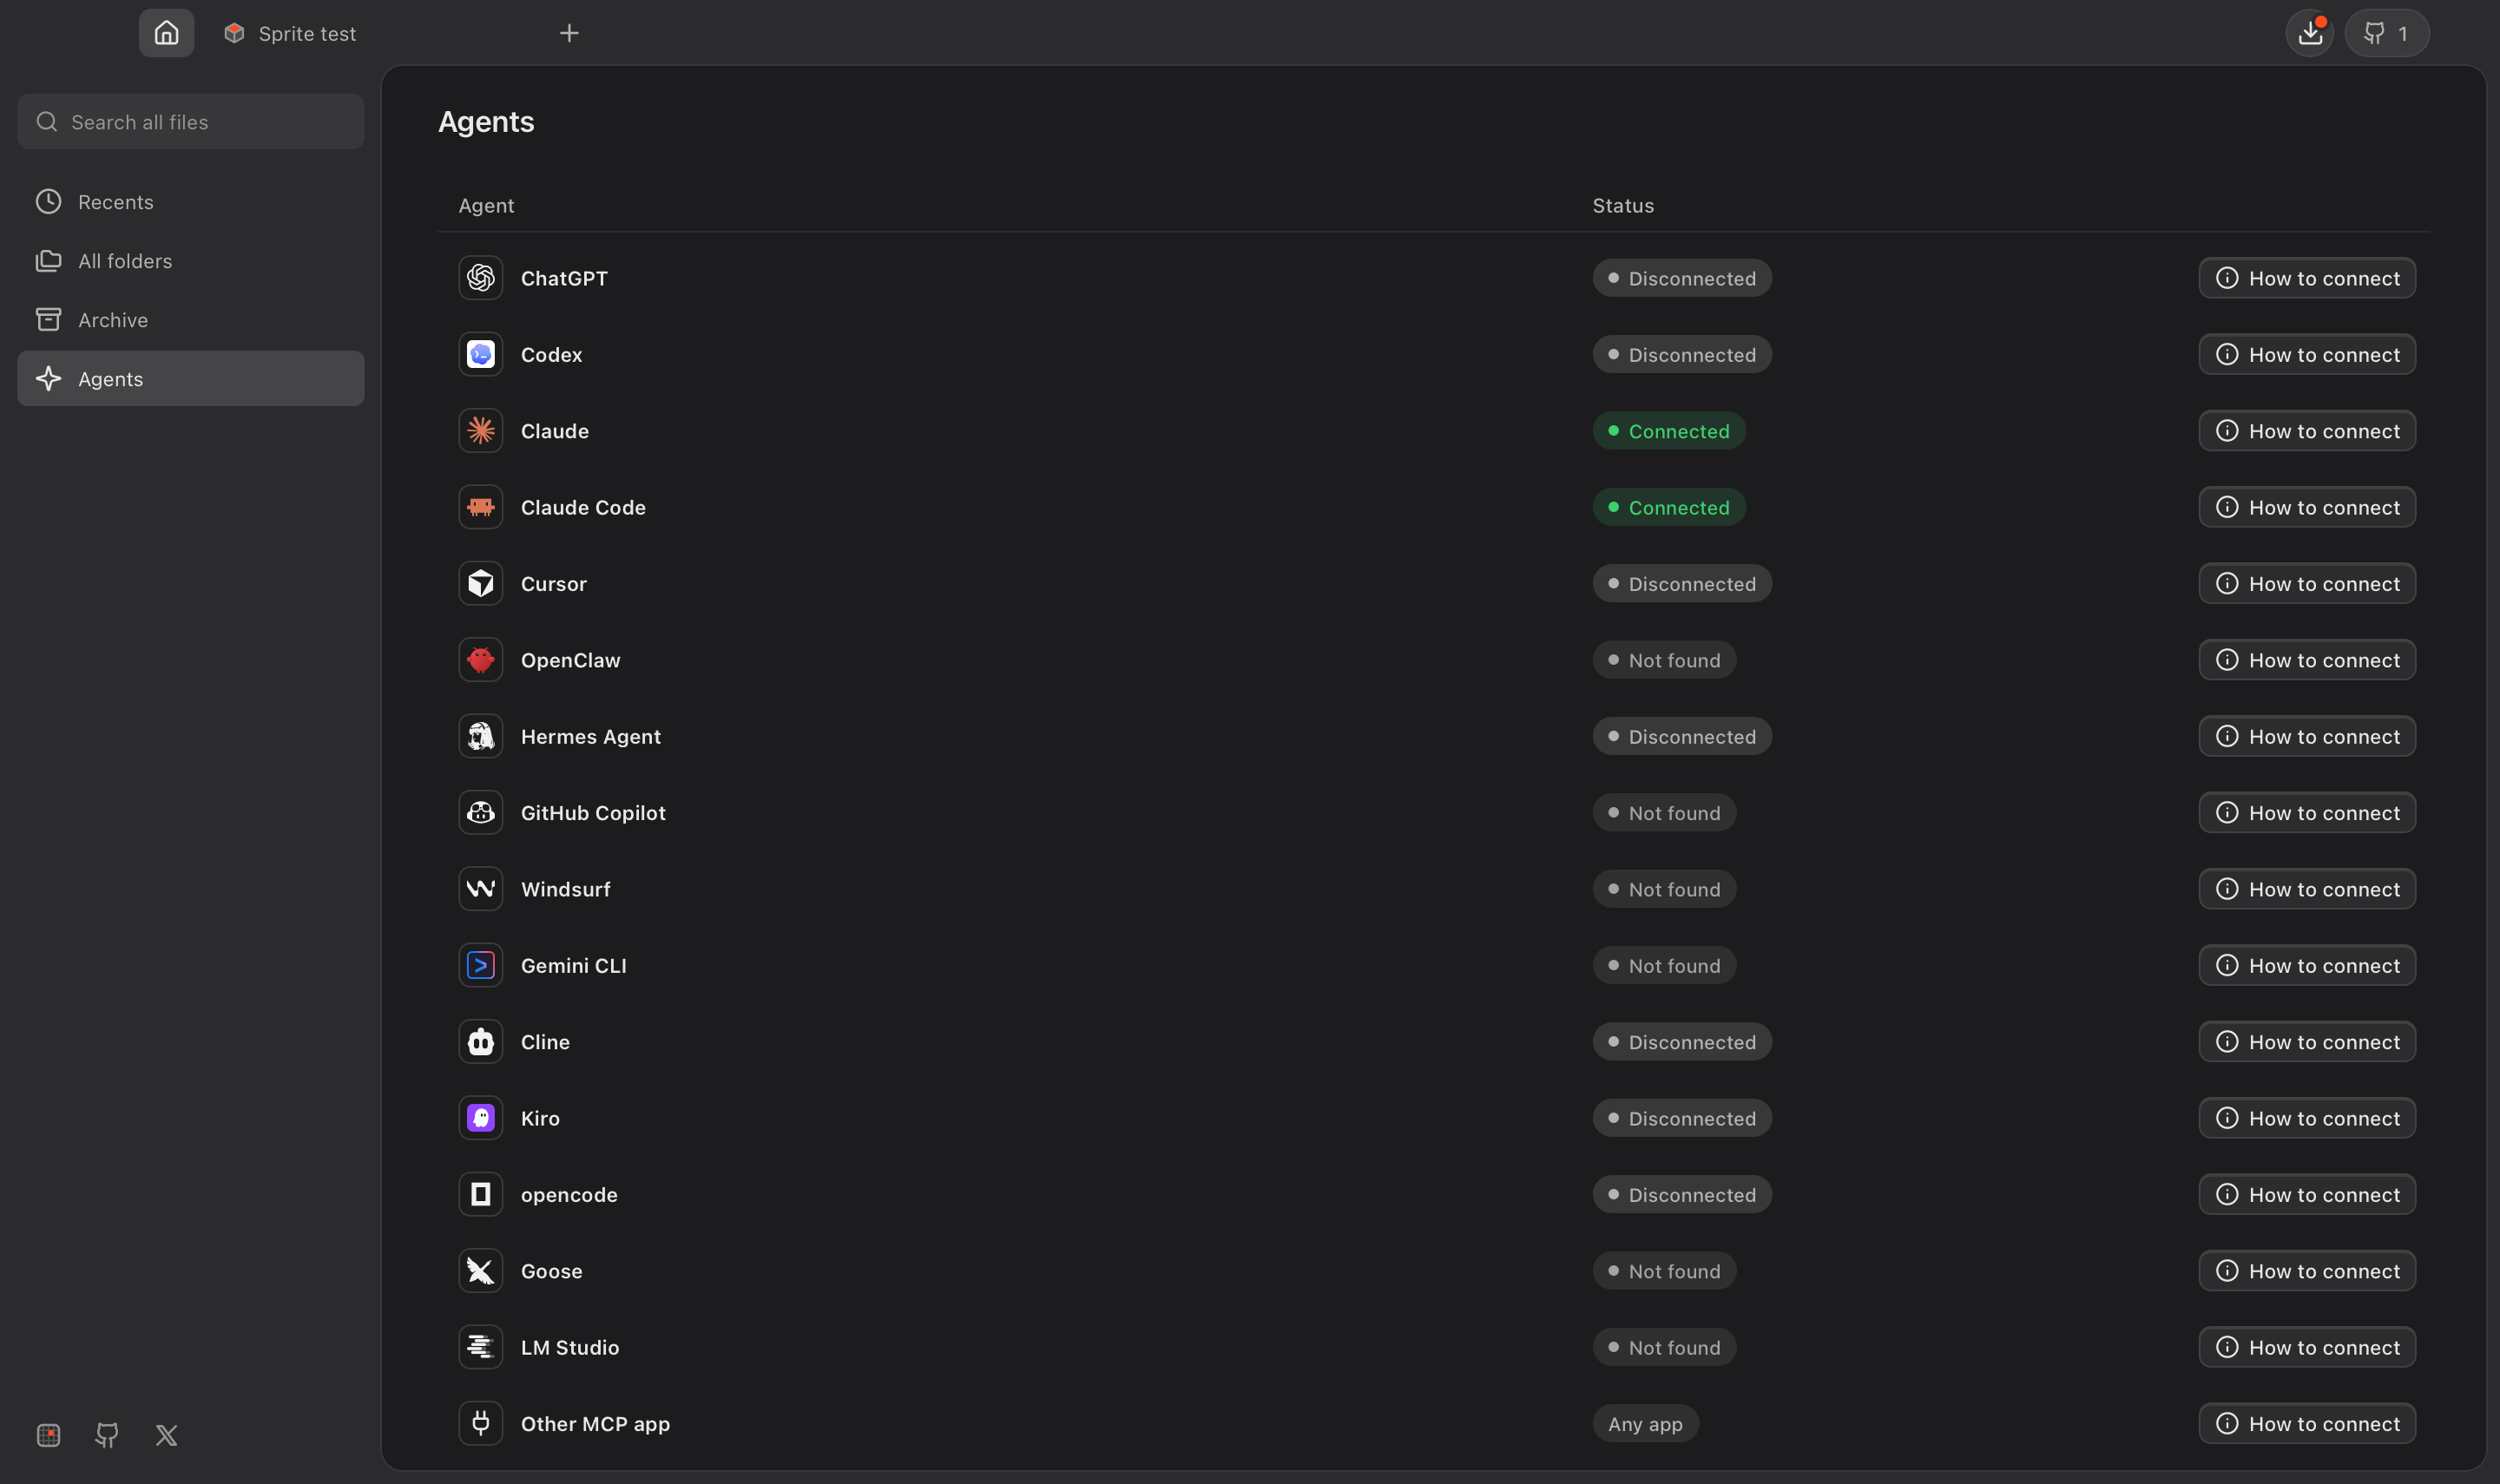 Sprite test
1
Search all files
Recents
All folders
Archive
Agents
Agents
Agent Status
ChatGPT Disconnected How to connect
Codex Disconnected How to connect
Claude Connected How to connect
Claude Code Connected How to connect
Cursor Disconnected How to connect
OpenClaw Not found How to connect
Hermes Agent Disconnected How to connect
GitHub Copilot Not found How to connect
Windsurf Not found How to connect
Gemini CLI Not found How to connect
Cline Disconnected How to connect
Kiro Disconnected How to connect
opencode Disconnected How to connect
Goose Not found How to connect
LM Studio Not found How to connect
Other MCP app Any app How to connect